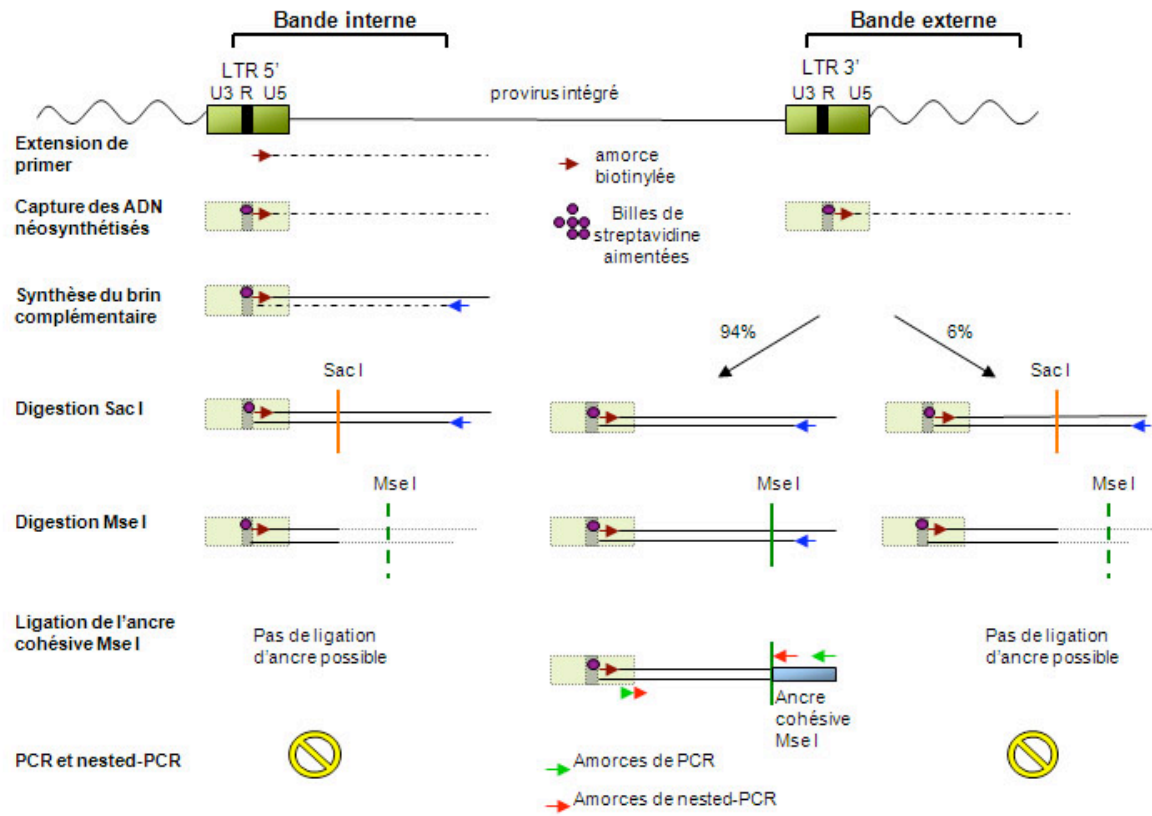 Bande interne
Bande externe
LTR 5'
LTR 3'
U3 R U5
provirus intégré
U3 R U5
Extension de
primer
amorce
biotinylée
Capture des ADN
néosynthétisés
Billes de
streptavidine
aimentées
Synthèse du brin
complémentaire
94%
6%
Sac I
Sac I
Digestion Sac I
Mse I
Mse I
Mse I
Digestion Mse I
Ligation de l'ancre
cohésive Mse I
Pas de ligation
d'ancre possible
Pas de ligation
d'ancre possible
Ancre
cohésive
Mse I
PCR et nested-PCR
Amorces de PCR
Amorces de nested-PCR